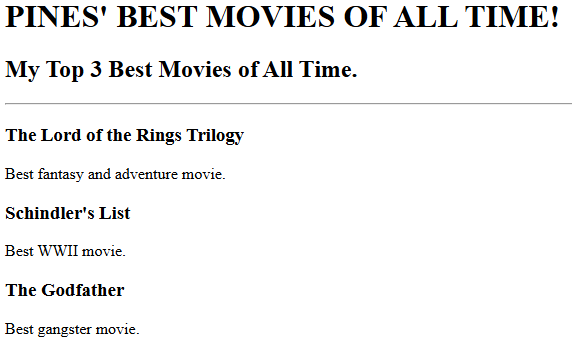 PINES' BEST MOVIES OF ALL TIME!
My Top 3 Best Movies of All Time.
The Lord of the Rings Trilogy
Best fantasy and adventure movie.
Schindler's List
Best WWII movie.
The Godfather
Best gangster movie.